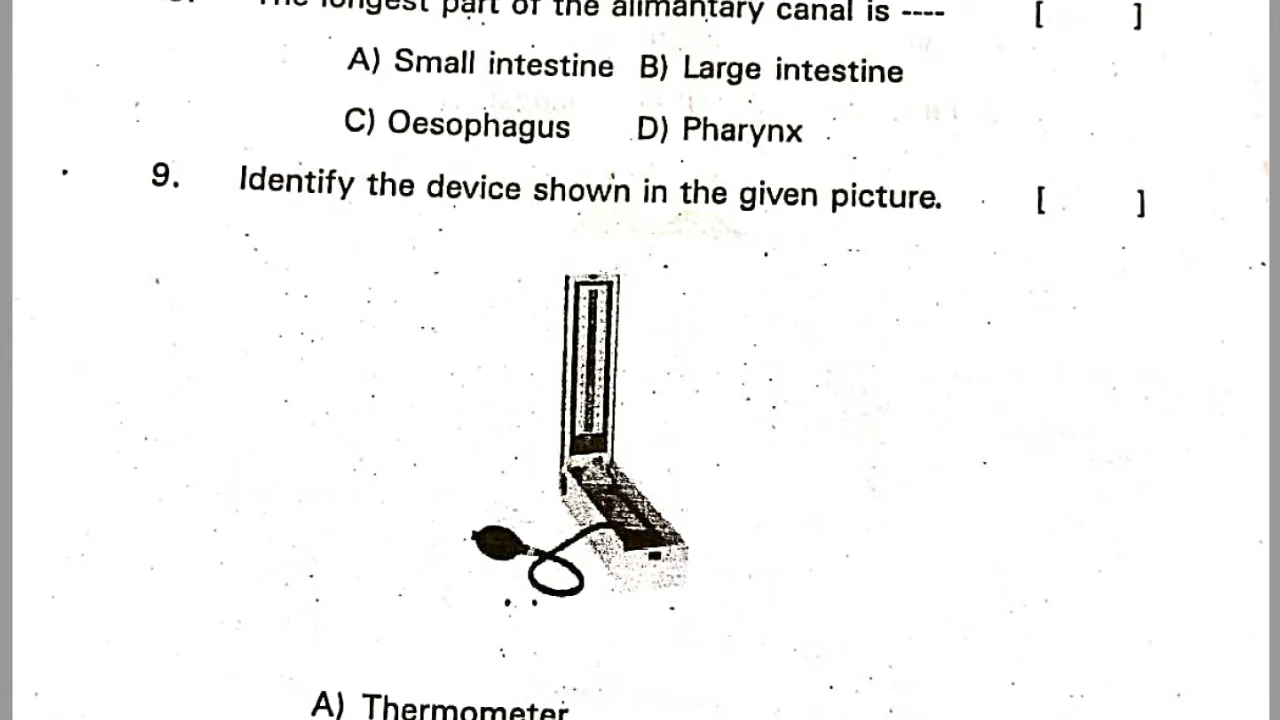 The longest part of the alimantary canal is ---- [ ]
A) Small intestine B) Large intestine
C) Oesophagus D) Pharynx
9. Identify the device shown in the given picture. [ ]
A) Thermometer